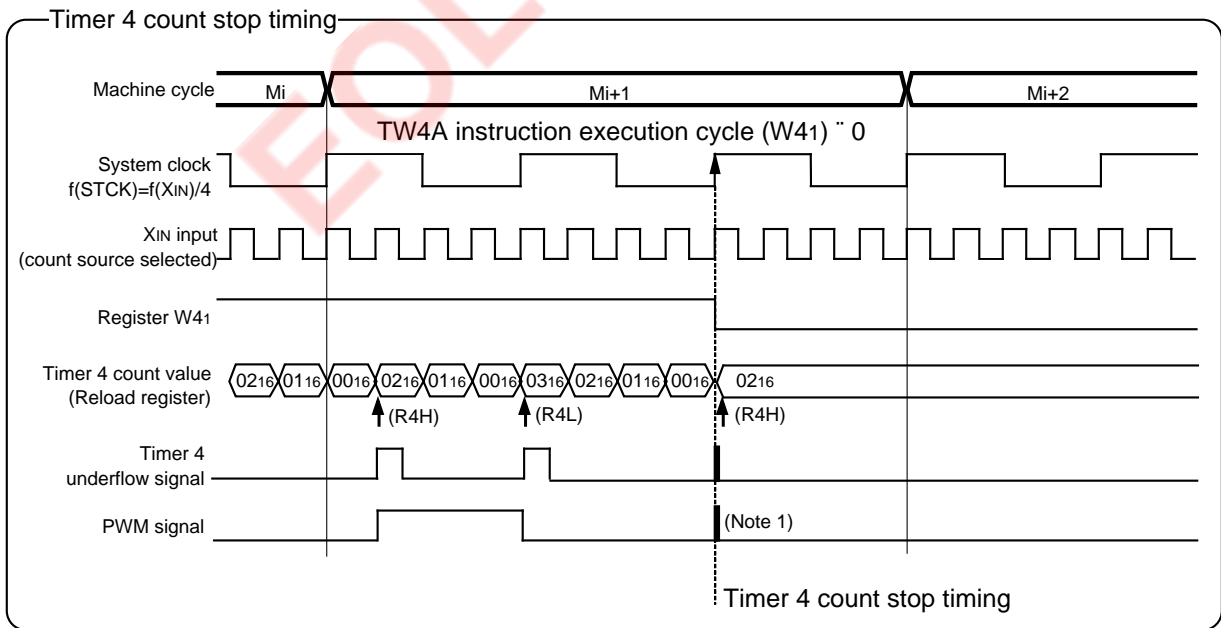 Timer 4 count stop timing
Machine cycle Mi Mi+1 Mi+2
TW4A instruction execution cycle (W41) ¨ 0
System clock
f(STCK)=f(XIN)/4
XIN input
(count source selected)
Register W41
Timer 4 count value
(Reload register)
0216 0116 0016 0216 0116 0016 0316 0216 0116 0016 0216
(R4H) (R4L) (R4H)
Timer 4
underflow signal
PWM signal (Note 1)
Timer 4 count stop timing